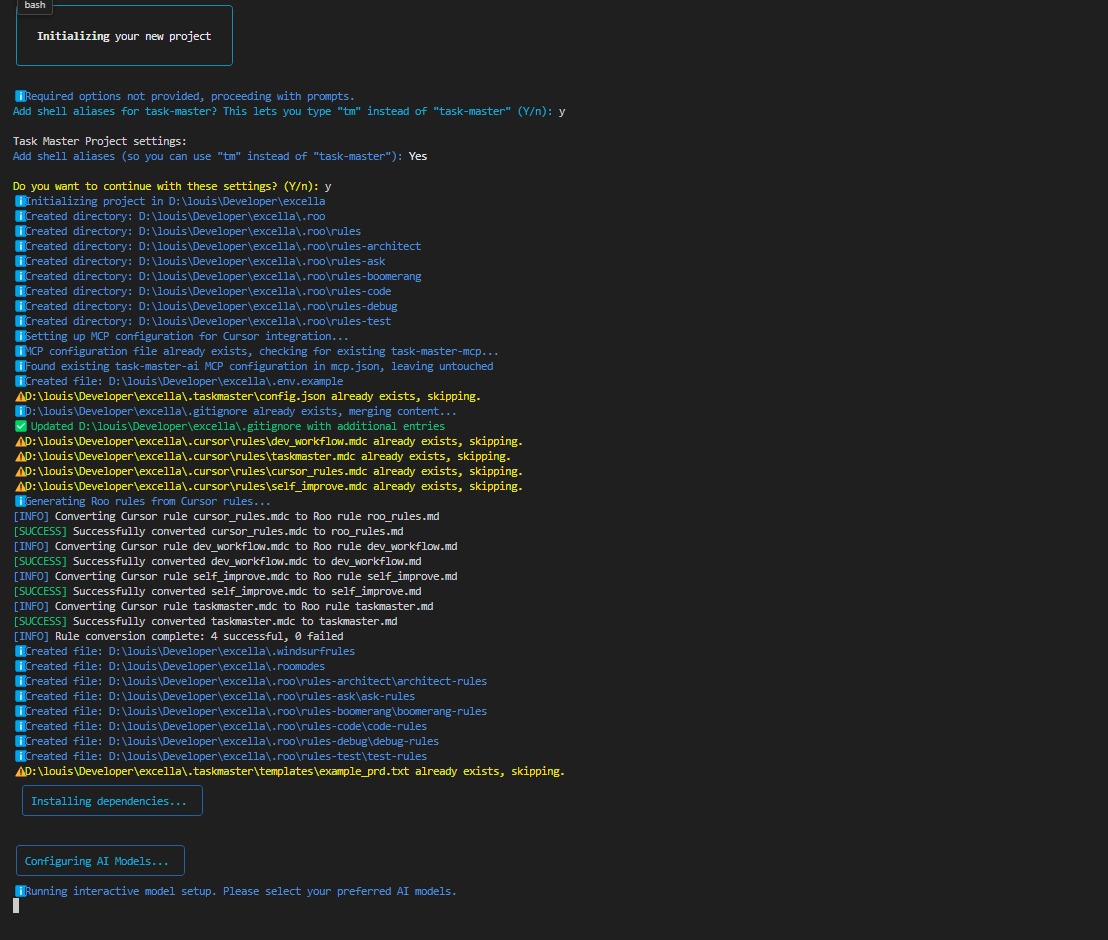 bash
Initializing your new project
Required options not provided, proceeding with prompts.
Add shell aliases for task-master? This lets you type "tm" instead of "task-master" (Y/n): y
Task Master Project settings:
Add shell aliases (so you can use "tm" instead of "task-master"): Yes
Do you want to continue with these settings? (Y/n): y
Initializing project in D:\louis\Developer\excella
Created directory: D:\louis\Developer\excella\.roo
Created directory: D:\louis\Developer\excella\.roo\rules
Created directory: D:\louis\Developer\excella\.roo\rules-architect
Created directory: D:\louis\Developer\excella\.roo\rules-ask
Created directory: D:\louis\Developer\excella\.roo\rules-boomerang
Created directory: D:\louis\Developer\excella\.roo\rules-code
Created directory: D:\louis\Developer\excella\.roo\rules-debug
Created directory: D:\louis\Developer\excella\.roo\rules-test
Setting up MCP configuration for Cursor integration...
MCP configuration file already exists, checking for existing task-master-mcp...
Found existing task-master-ai MCP configuration in mcp.json, leaving untouched
Created file: D:\louis\Developer\excella\.env.example
D:\louis\Developer\excella\.taskmaster\config.json already exists, skipping.
D:\louis\Developer\excella\.gitignore already exists, merging content...
Updated D:\louis\Developer\excella\.gitignore with additional entries
D:\louis\Developer\excella\.cursor\rules\dev_workflow.mdc already exists, skipping.
D:\louis\Developer\excella\.cursor\rules\taskmaster.mdc already exists, skipping.
D:\louis\Developer\excella\.cursor\rules\cursor_rules.mdc already exists, skipping.
D:\louis\Developer\excella\.cursor\rules\self_improve.mdc already exists, skipping.
Generating Roo rules from Cursor rules...
[INFO] Converting Cursor rule cursor_rules.mdc to Roo rule roo_rules.md
[SUCCESS] Successfully converted cursor_rules.mdc to roo_rules.md
[INFO] Converting Cursor rule dev_workflow.mdc to Roo rule dev_workflow.md
[SUCCESS] Successfully converted dev_workflow.mdc to dev_workflow.md
[INFO] Converting Cursor rule self_improve.mdc to Roo rule self_improve.md
[SUCCESS] Successfully converted self_improve.mdc to self_improve.md
[INFO] Converting Cursor rule taskmaster.mdc to Roo rule taskmaster.md
[SUCCESS] Successfully converted taskmaster.mdc to taskmaster.md
[INFO] Rule conversion complete: 4 successful, 0 failed
Created file: D:\louis\Developer\excella\.windsurfrules
Created file: D:\louis\Developer\excella\.roomodes
Created file: D:\louis\Developer\excella\.roo\rules-architect\architect-rules
Created file: D:\louis\Developer\excella\.roo\rules-ask\ask-rules
Created file: D:\louis\Developer\excella\.roo\rules-boomerang\boomerang-rules
Created file: D:\louis\Developer\excella\.roo\rules-code\code-rules
Created file: D:\louis\Developer\excella\.roo\rules-debug\debug-rules
Created file: D:\louis\Developer\excella\.roo\rules-test\test-rules
D:\louis\Developer\excella\.taskmaster\templates\example_prd.txt already exists, skipping.
Installing dependencies...
Configuring AI Models...
Running interactive model setup. Please select your preferred AI models.